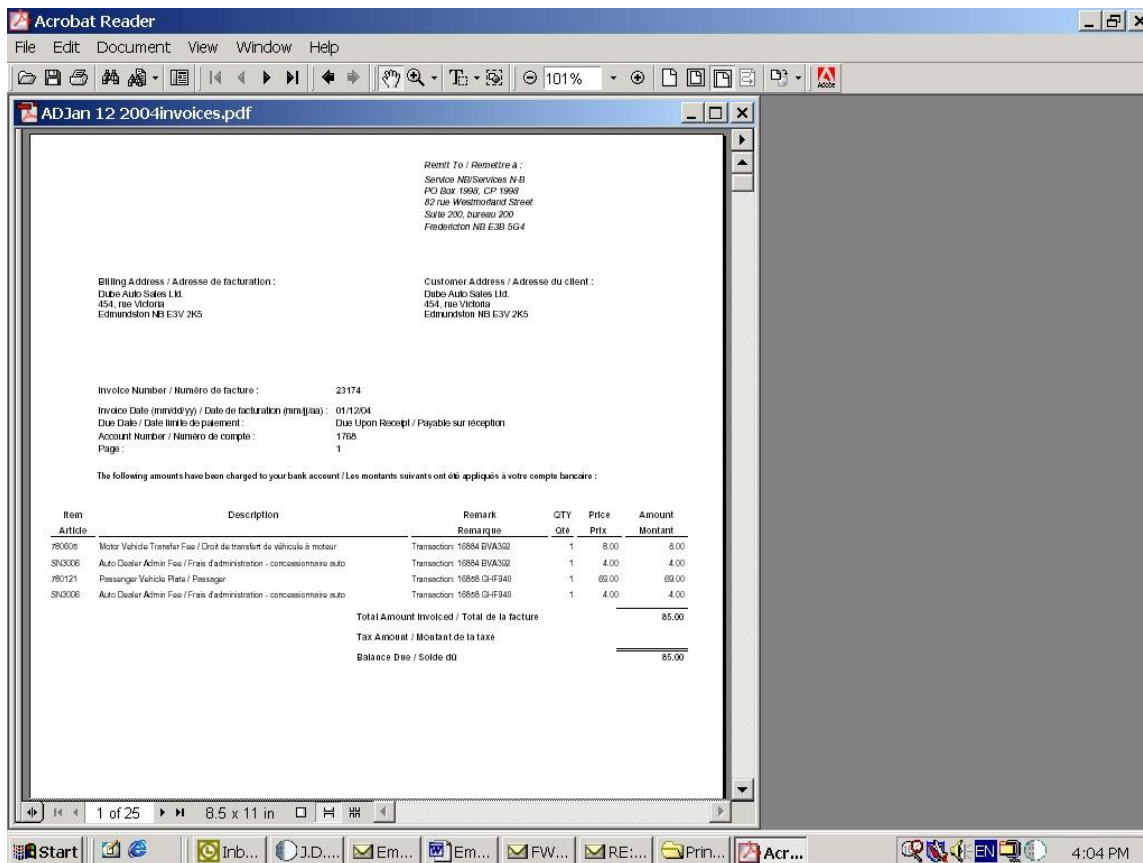 Acrobat Reader
File Edit Document View Window Help
101%
Adobe
ADJan 12 2004invoices.pdf
Remit To / Remettre à :
Service NB/Services N-B
PO Box 1998, CP 1998
82 rue Westmorland Street
Suite 200, bureau 200
Fredericton NB E3B 5G4
Billing Address / Adresse de facturation :
Dube Auto Sales Ltd.
454, rue Victoria
Edmundston NB E3V 2K5
Customer Address / Adresse du client :
Dube Auto Sales Ltd.
454, rue Victoria
Edmundston NB E3V 2K5
Invoice Number / Numéro de facture : 23174
Invoice Date (mm/dd/yy) / Date de facturation (mm/jj/aa) : 01/12/04
Due Date / Date limite de paiement : Due Upon Receipt / Payable sur réception
Account Number / Numéro de compte : 1768
Page : 1
The following amounts have been charged to your bank account / Les montants suivants ont été appliqués à votre compte bancaire :
Item Description Remark QTY Price Amount
Article Remarque Qté Prix Montant
780605 Motor Vehicle Transfer Fee / Droit de transfert de véhicule à moteur Transaction: 16884 BVA392 1 8.00 8.00
SN3006 Auto Dealer Admin Fee / Frais d'administration - concessionnaire auto Transaction: 16884 BVA392 1 4.00 4.00
780121 Passenger Vehicle Plate / Passager Transaction: 16868 GHF940 1 69.00 69.00
SN3006 Auto Dealer Admin Fee / Frais d'administration - concessionnaire auto Transaction: 16868 GHF940 1 4.00 4.00
Total Amount Invoiced / Total de la facture 85.00
Tax Amount / Montant de la taxe
Balance Due / Solde dû 85.00
1 of 25 8.5 x 11 in
Start Inb... J.D.... Em... Em... FW... RE:... Prin... Acr... EN 4:04 PM